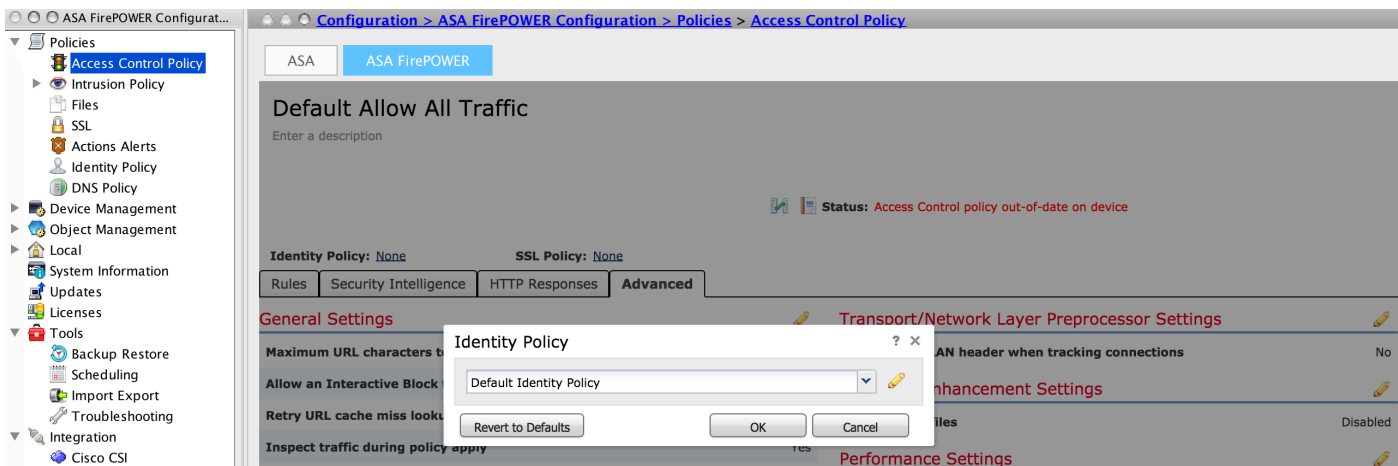 ASA FirePOWER Configurat...
Policies
Access Control Policy
Intrusion Policy
Files
SSL
Actions Alerts
Identity Policy
DNS Policy
Device Management
Object Management
Local
System Information
Updates
Licenses
Tools
Backup Restore
Scheduling
Import Export
Troubleshooting
Integration
Cisco CSI
Configuration > ASA FirePOWER Configuration > Policies > Access Control Policy
ASA
ASA FirePOWER
Default Allow All Traffic
Enter a description
Status: Access Control policy out-of-date on device
Identity Policy: None SSL Policy: None
Rules Security Intelligence HTTP Responses Advanced
General Settings
Maximum URL characters
Allow an Interactive Block
Retry URL cache miss
Inspect traffic during policy apply Yes
Transport/Network Layer Preprocessor Settings
header when tracking connections No
Settings
Disabled
Performance Settings
Identity Policy
? ×
Default Identity Policy
Revert to Defaults OK Cancel